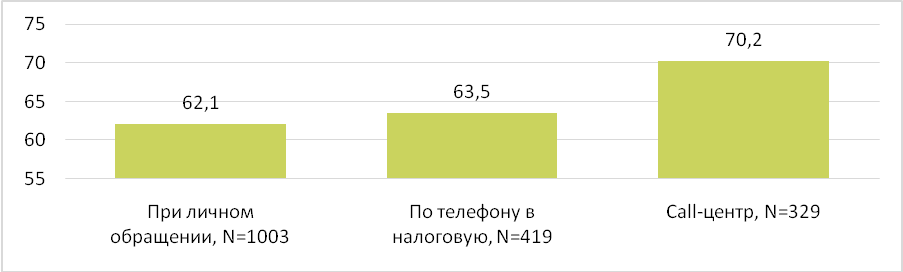 75
70
65
60
55
62,1
63,5
70,2
При личном
обращении, N=1003
По телефону в
налоговую, N=419
Call-центр, N=329